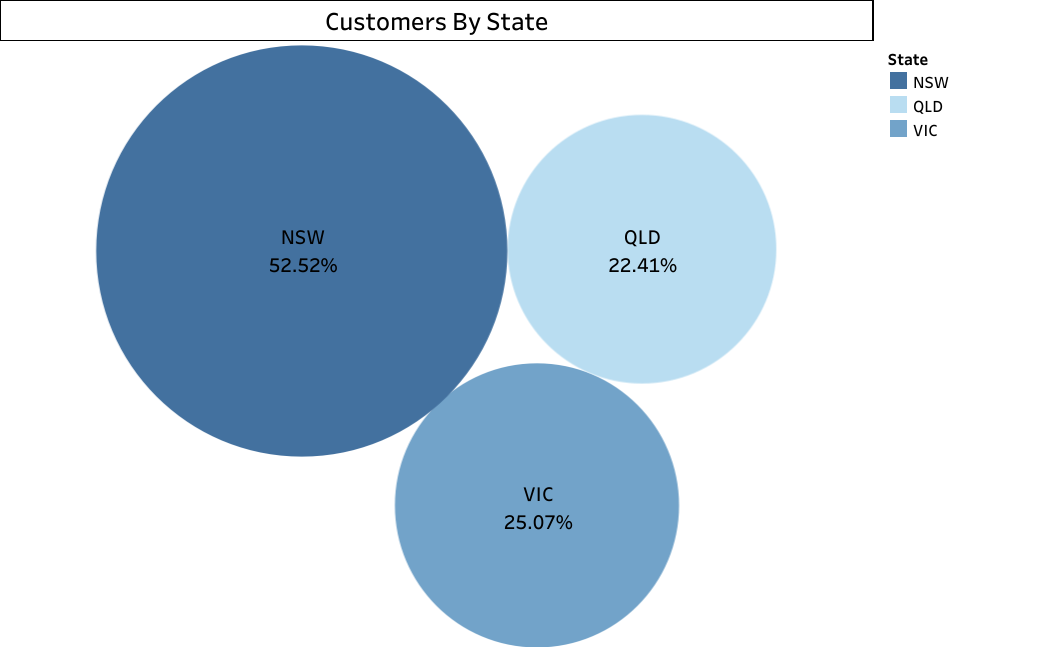 Customers By State
State
NSW
QLD
VIC
NSW
52.52%
QLD
22.41%
VIC
25.07%